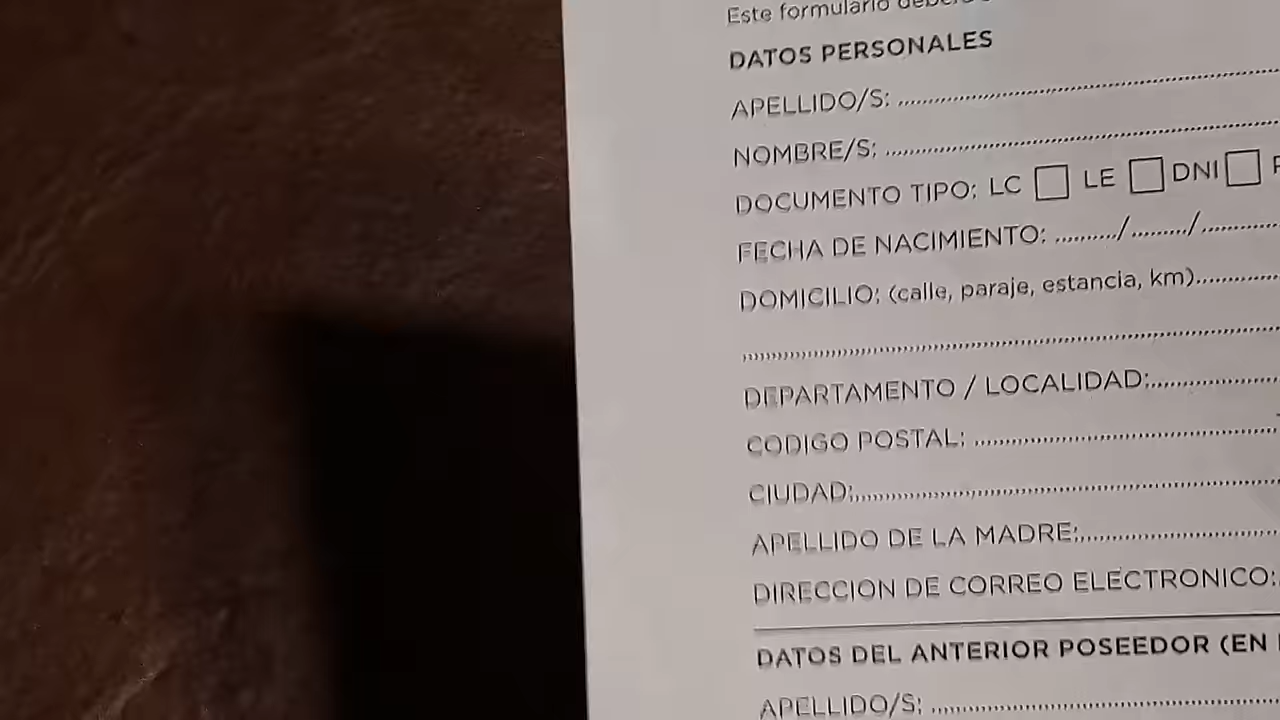 Este formulario deberá
DATOS PERSONALES
APELLIDO/S:
NOMBRE/S:
DOCUMENTO TIPO: LC LE DNI
FECHA DE NACIMIENTO: ........./........./.........
DOMICILIO: (calle, paraje, estancia, km)
DEPARTAMENTO / LOCALIDAD:
CODIGO POSTAL:
CIUDAD:
APELLIDO DE LA MADRE:
DIRECCION DE CORREO ELECTRONICO:
DATOS DEL ANTERIOR POSEEDOR (EN
APELLIDO/S: